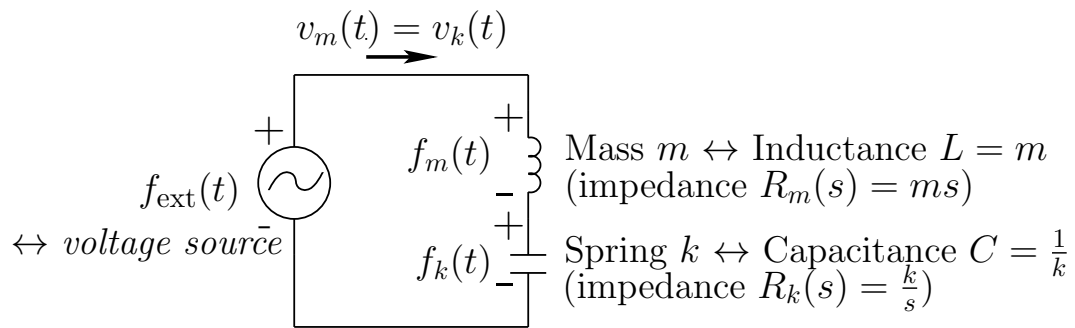 v_m(t) = v_k(t)
+
+
f_m(t)
Mass m ↔ Inductance L = m
f_ext(t)
(impedance R_m(s) = ms)
-
-
+
↔ voltage source
Spring k ↔ Capacitance C = 1/k
f_k(t)
(impedance R_k(s) = k/s)
-